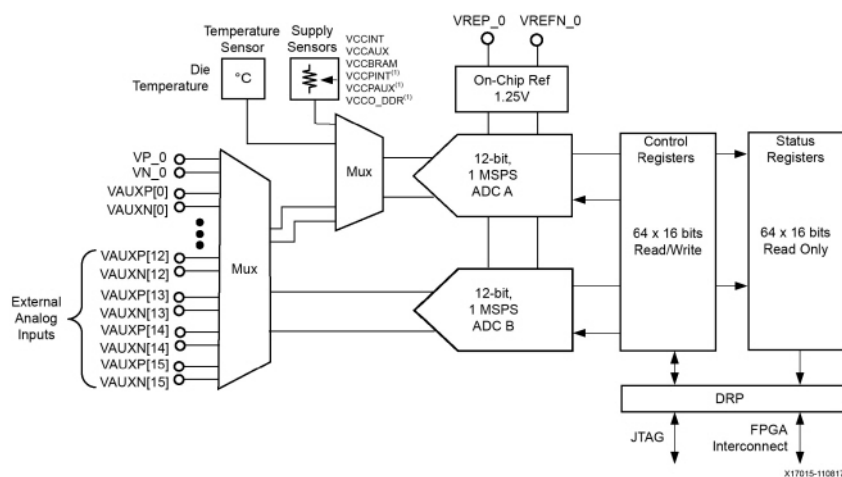 VREP_0
VREFN_0
Temperature
Sensor
Supply
Sensors
VCCINT
VCCAUX
VCCBRAM
VCCPINT(1)
VCCPAUX(1)
VCCO_DDR(1)
Die
Temperature
°C
On-Chip Ref
1.25V
VP_0
VN_0
VAUXP[0]
VAUXN[0]
VAUXP[12]
VAUXN[12]
VAUXP[13]
VAUXN[13]
VAUXP[14]
VAUXN[14]
VAUXP[15]
VAUXN[15]
External
Analog
Inputs
Mux
Mux
12-bit,
1 MSPS
ADC A
12-bit,
1 MSPS
ADC B
Control
Registers
64 x 16 bits
Read/Write
Status
Registers
64 x 16 bits
Read Only
DRP
JTAG
FPGA
Interconnect
X17015-110817